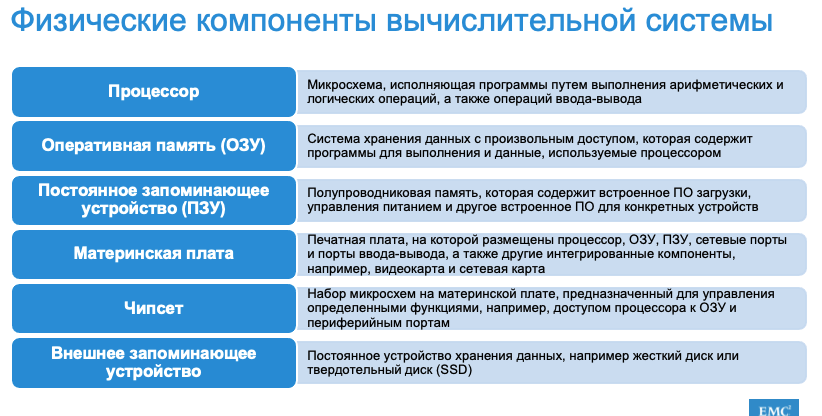 Физические компоненты вычислительной системы
Процессор
Микросхема, исполняющая программы путем выполнения арифметических и
логических операций, а также операций ввода-вывода
Оперативная память (ОЗУ)
Система хранения данных с произвольным доступом, которая содержит
программы для выполнения и данные, используемые процессором
Постоянное запоминающее
устройство (ПЗУ)
Полупроводниковая память, которая содержит встроенное ПО загрузки,
управления питанием и другое встроенное ПО для конкретных устройств
Материнская плата
Печатная плата, на которой размещены процессор, ОЗУ, ПЗУ, сетевые порты
и порты ввода-вывода, а также другие интегрированные компоненты,
например, видеокарта и сетевая карта
Чипсет
Набор микросхем на материнской плате, предназначенный для управления
определенными функциями, например, доступом процессора к ОЗУ и
периферийным портам
Внешнее запоминающее
устройство
Постоянное устройство хранения данных, например жесткий диск или
твердотельный диск (SSD)
EMC²